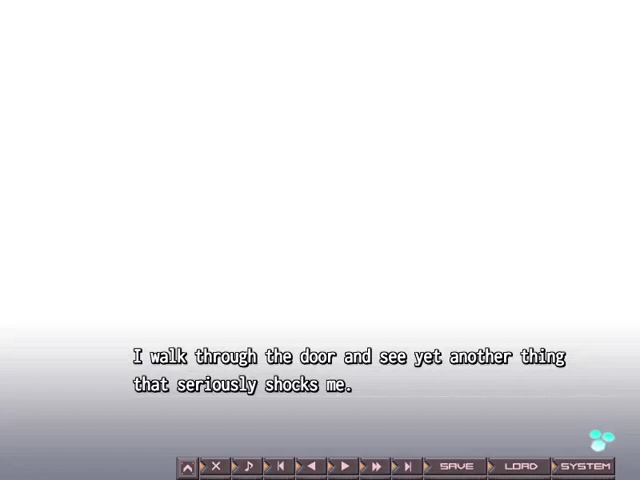 I walk through the door and see yet another thing
that seriously shocks me.
SAVE LOAD SYSTEM